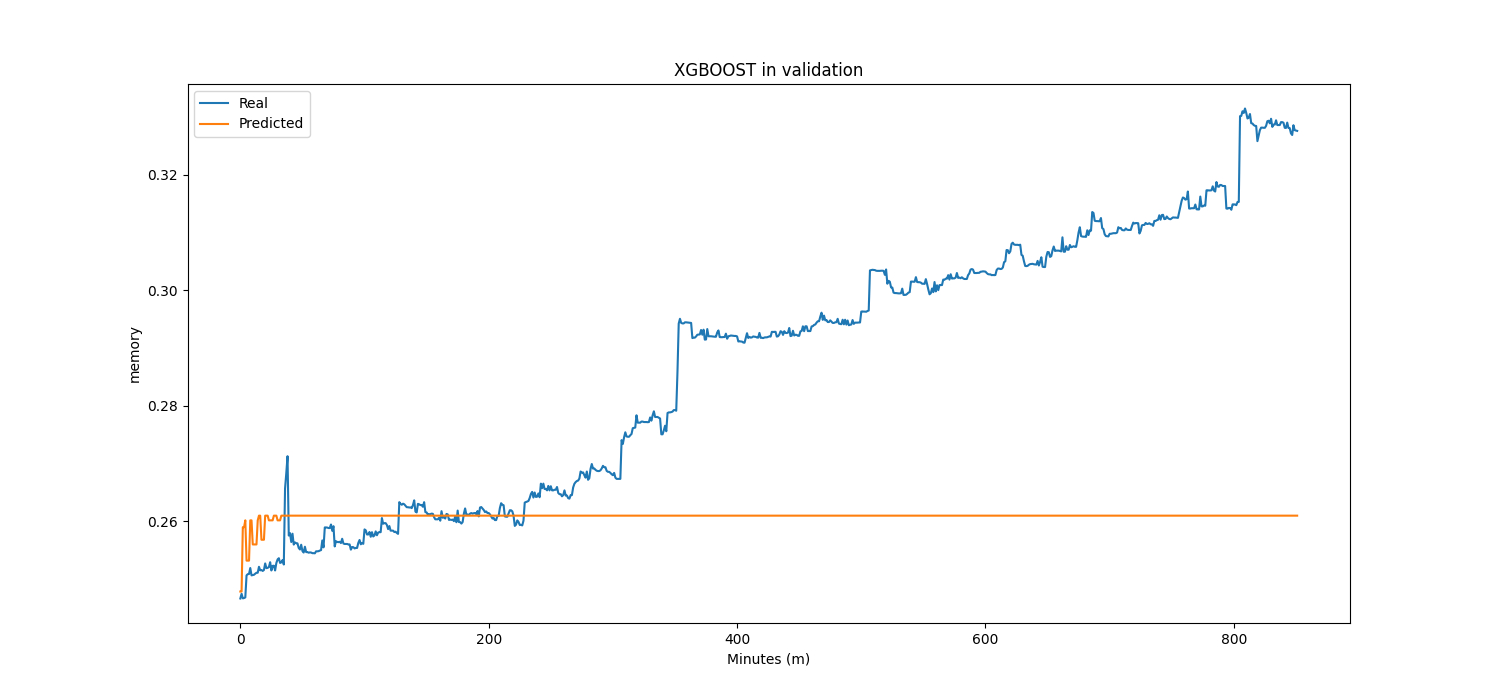 XGBOOST in validation
Real
Predicted
memory
0.32
0.30
0.28
0.26
0
200
400
600
800
Minutes (m)